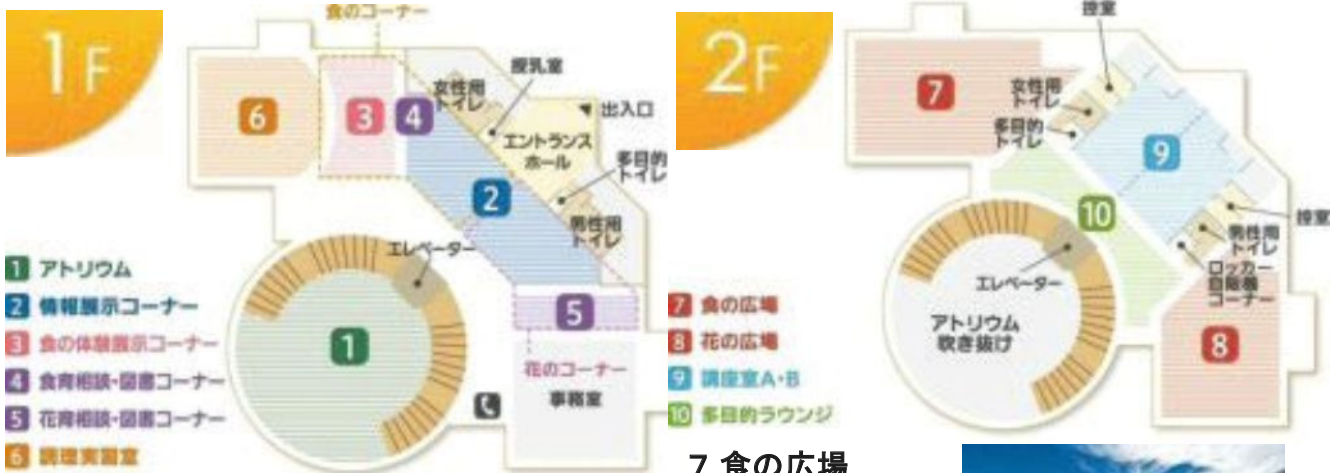 1F
食のコーナー
授乳室
女性用
トイレ
出入口
エントランス
ホール
多目的
トイレ
男性用
トイレ
エレベーター
6
3
4
2
1
5
花のコーナー
事務室
1 アトリウム
2 情報展示コーナー
3 食の体験展示コーナー
4 食育相談・図書コーナー
5 花育相談・図書コーナー
6 調理実習室
2F
控室
女性用
トイレ
多目的
トイレ
7
9
10
控室
男性用
トイレ
ロッカー
自販機
コーナー
エレベーター
アトリウム
吹き抜け
8
7 食の広場
8 花の広場
9 講座室A・B
10 多目的ラウンジ
7 食の広場